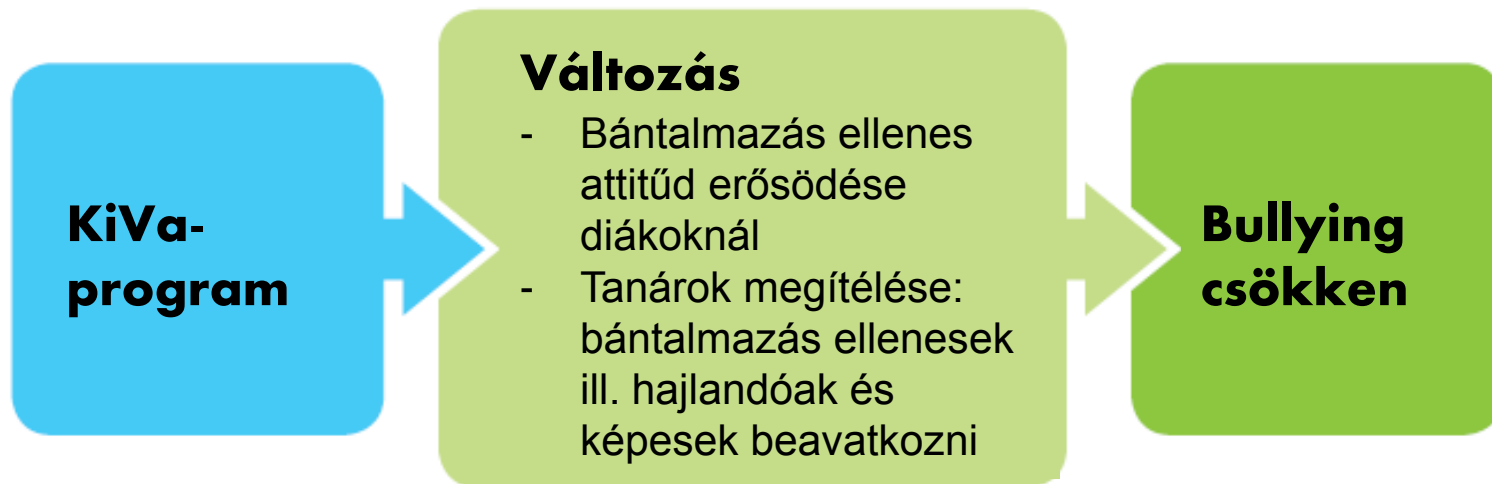 KiVa-
program
Változás
- Bántalmazás ellenes
attitűd erősödése
diákoknál
- Tanárok megítélése:
bántalmazás ellenesek
ill. hajlandóak és
képesek beavatkozni
Bullying
csökken